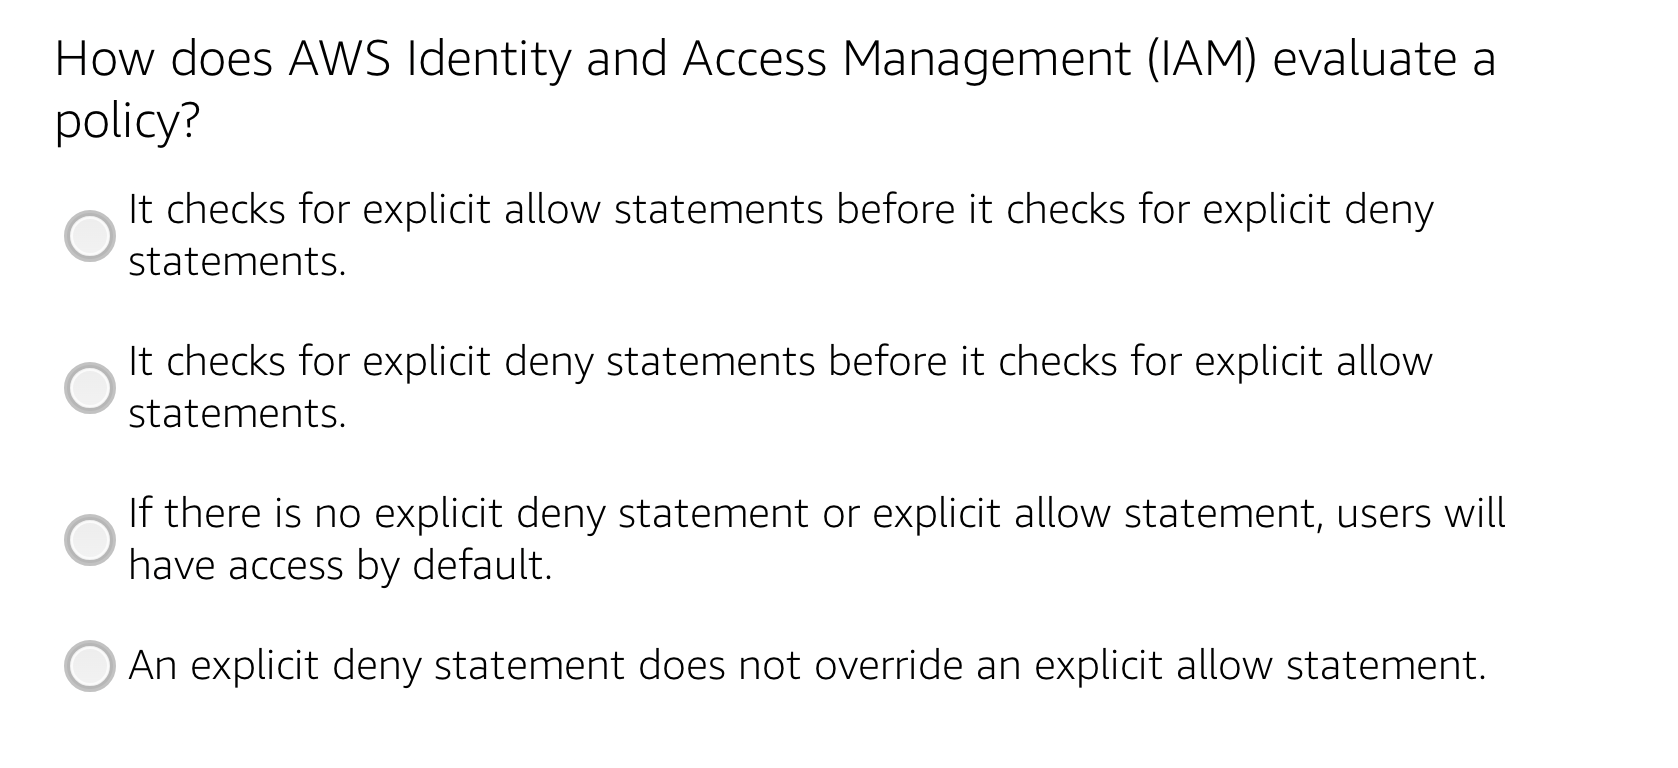 How does AWS Identity and Access Management (IAM) evaluate a
policy?
It checks for explicit allow statements before it checks for explicit deny
statements.
It checks for explicit deny statements before it checks for explicit allow
statements.
If there is no explicit deny statement or explicit allow statement, users will
have access by default.
An explicit deny statement does not override an explicit allow statement.